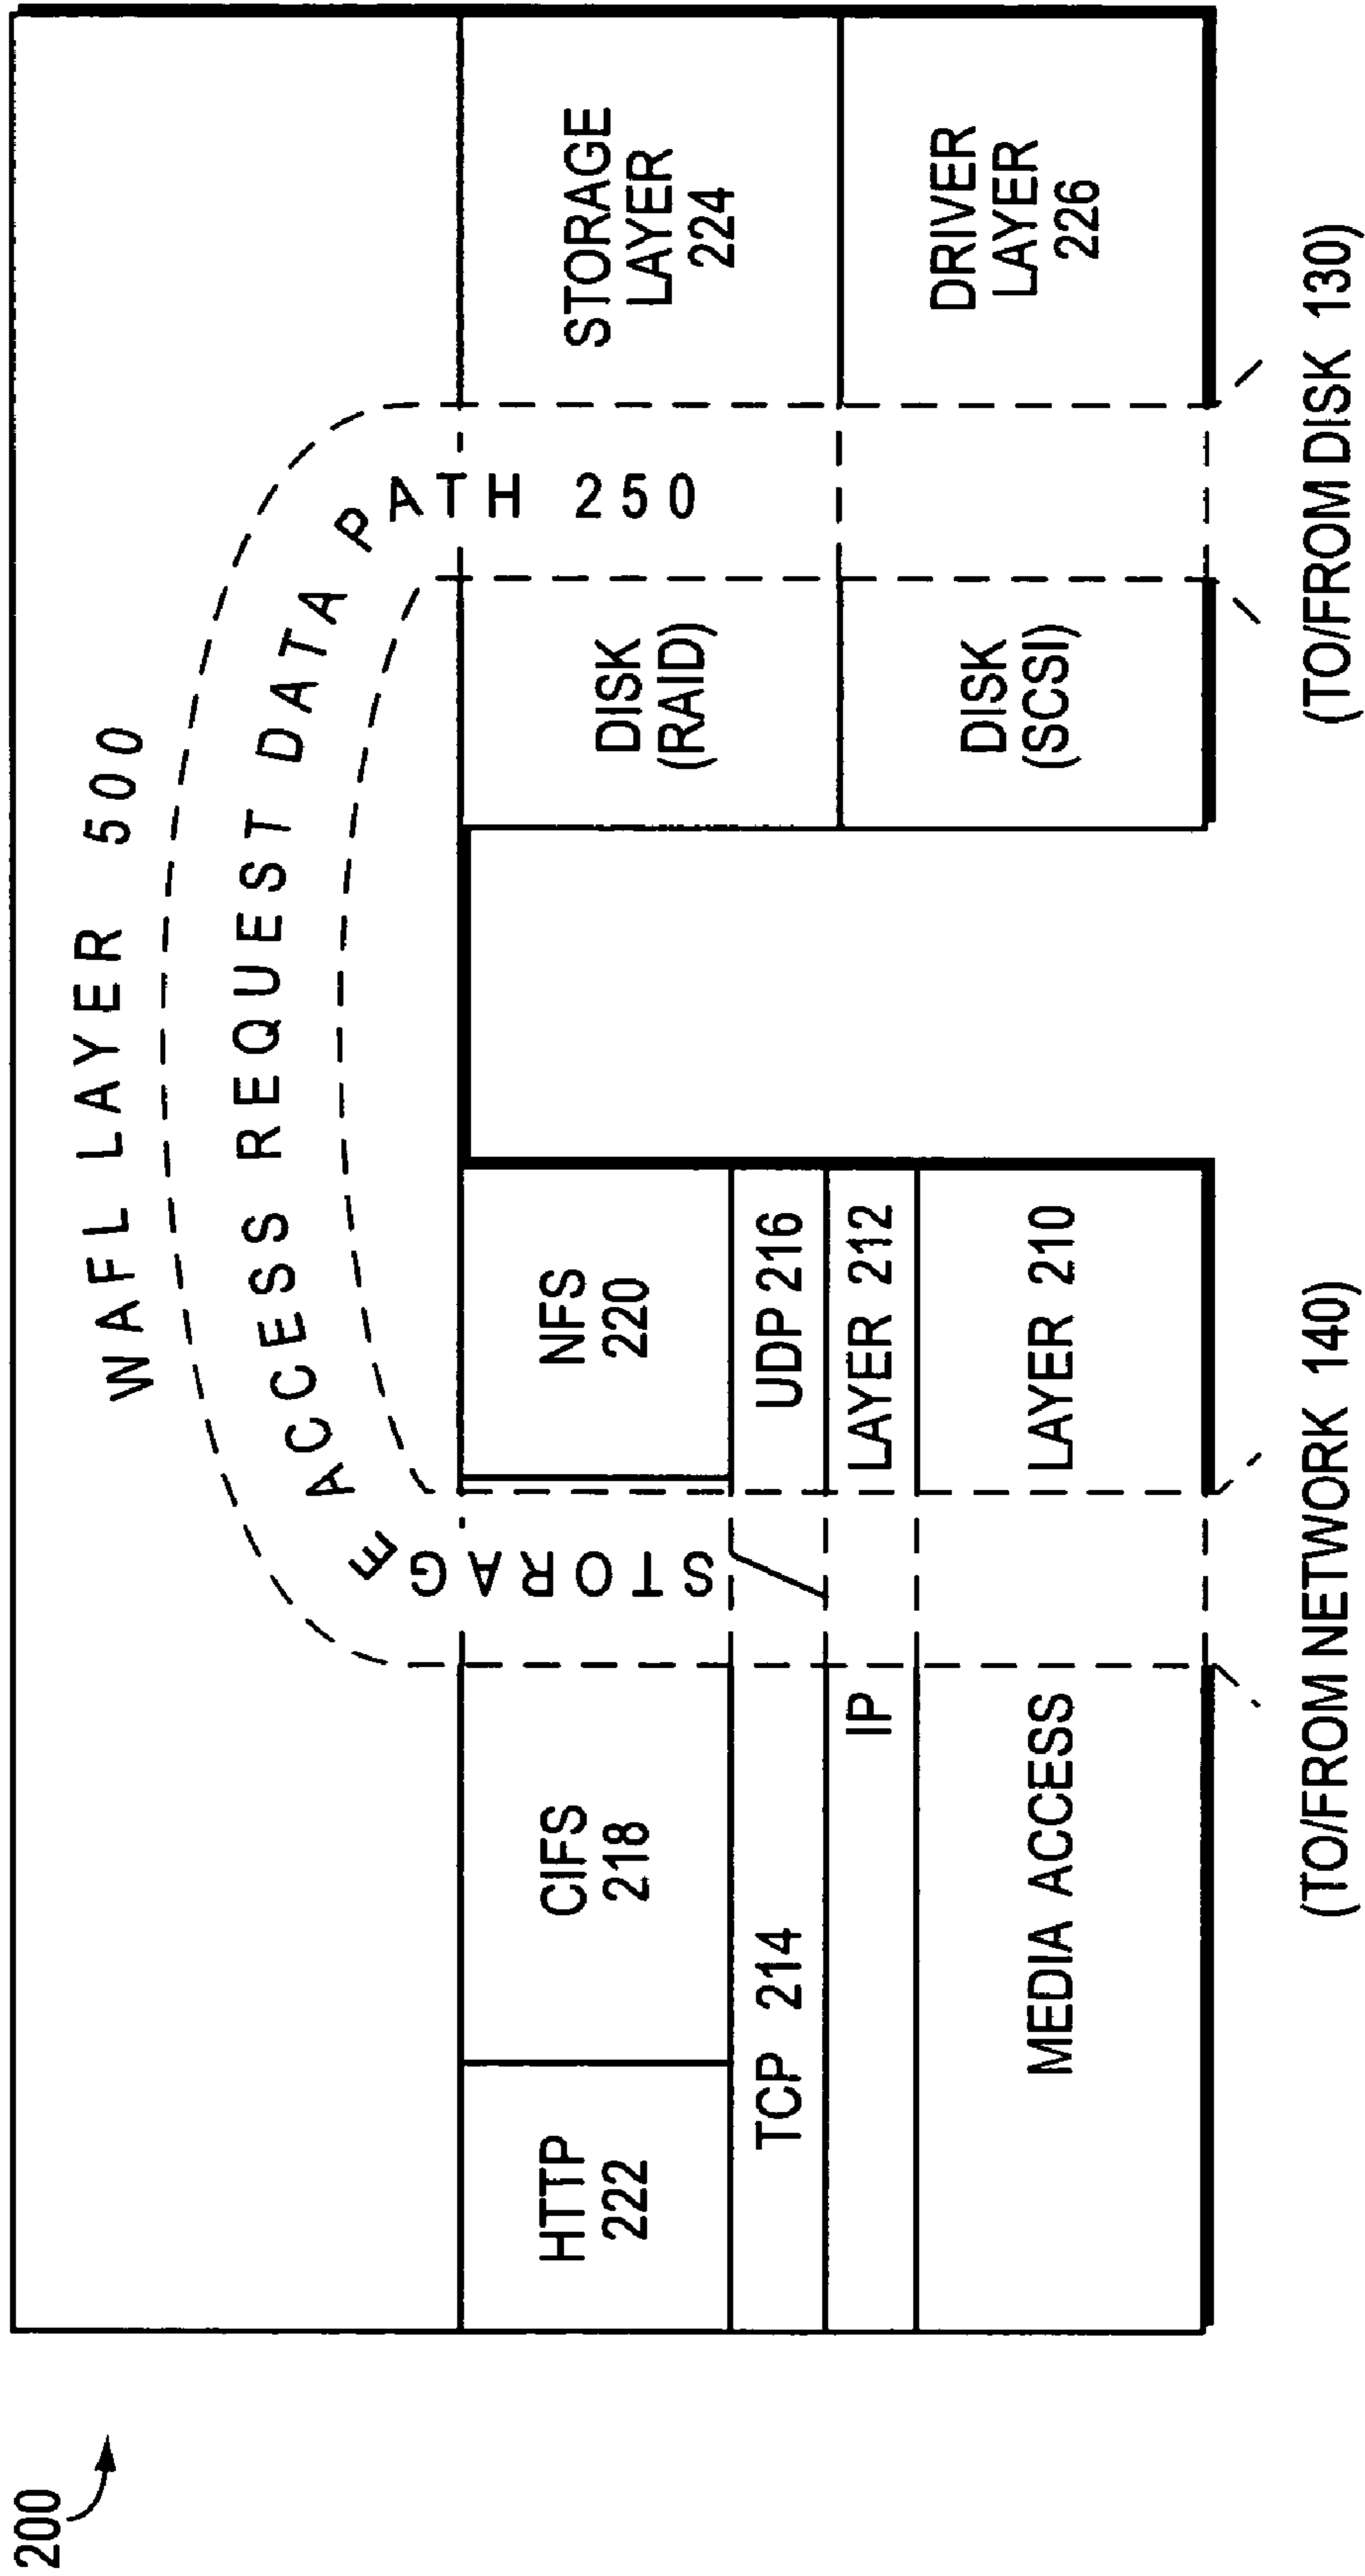 200
WAFL LAYER 500
STORAGE ACCESS REQUEST DATA PATH 250
HTTP
222
CIFS
218
NFS
220
TCP 214
UDP 216
IP
LAYER 212
MEDIA ACCESS
LAYER 210
DISK
(RAID)
STORAGE
LAYER
224
DISK
(SCSI)
DRIVER
LAYER
226
(TO/FROM NETWORK 140)
(TO/FROM DISK 130)